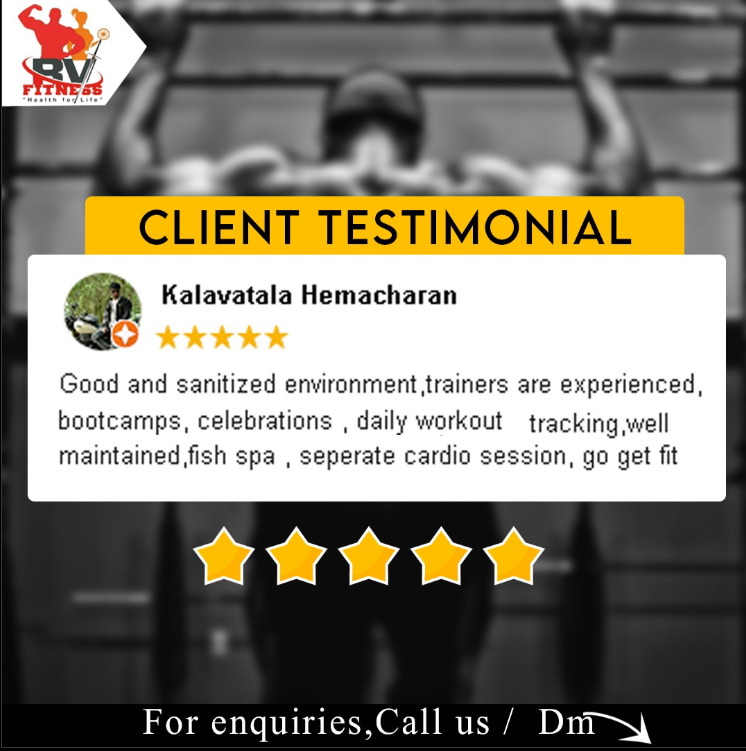 RV
FITNESS
"Health for Life"
CLIENT TESTIMONIAL
Kalavatala Hemacharan
Good and sanitized environment,trainers are experienced,
bootcamps, celebrations , daily workout tracking,well
maintained,fish spa , seperate cardio session, go get fit
For enquiries,Call us / Dm